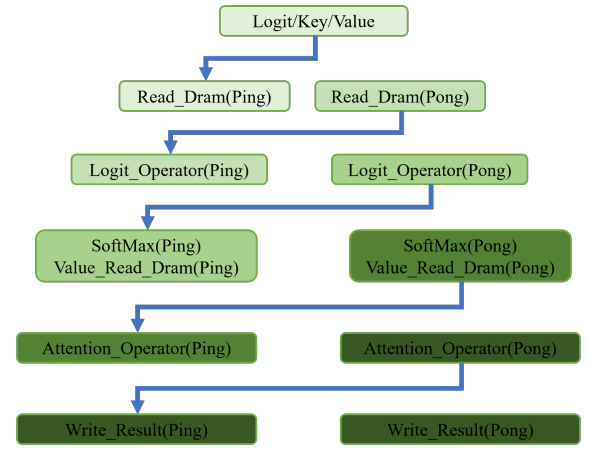 Logit/Key/Value
Read_Dram(Ping)
Read_Dram(Pong)
Logit_Operator(Ping)
Logit_Operator(Pong)
SoftMax(Ping)
Value_Read_Dram(Ping)
SoftMax(Pong)
Value_Read_Dram(Pong)
Attention_Operator(Ping)
Attention_Operator(Pong)
Write_Result(Ping)
Write_Result(Pong)